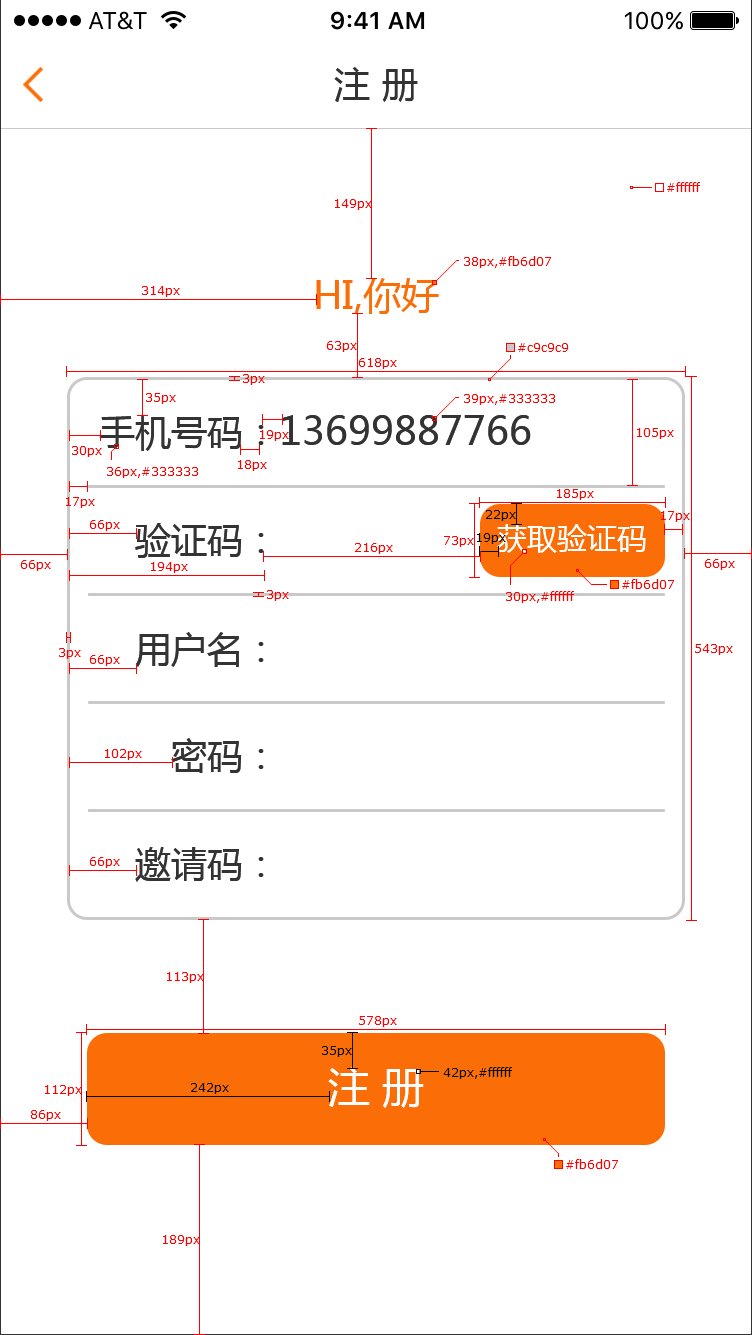 AT&T 9:41 AM 100%
注 册
149px
#ffffff
38px,#fb6d07
314px
HI,你好
63px
#c9c9c9
618px
3px
35px
39px,#333333
手机号码：13699887766
19px
105px
30px
18px
36px,#333333
17px
185px
22px
17px
66px
73px
19px
验证码：
获取验证码
216px
66px
194px
66px
#fb6d07
3px
30px,#ffffff
3px
66px
用户名：
543px
102px
密码：
66px
邀请码：
113px
578px
35px
42px,#ffffff
112px
242px
注 册
86px
#fb6d07
189px